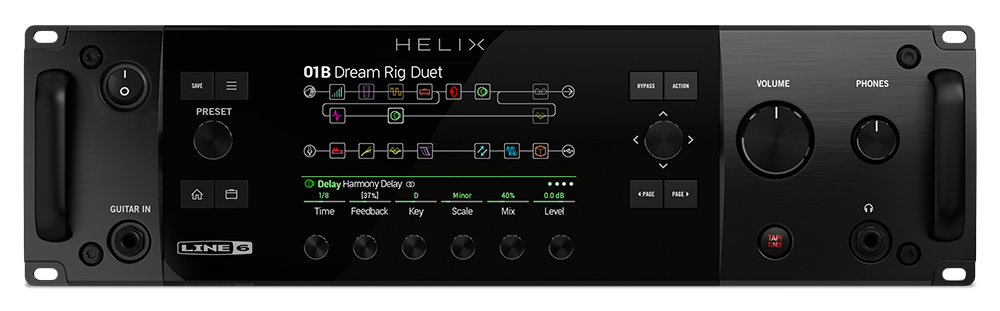 HELIX
01B Dream Rig Duet
SAVE
PRESET
BYPASS
ACTION
VOLUME
PHONES
◀ PAGE
PAGE ▶
GUITAR IN
LINE 6
Delay Harmony Delay
1/8 [37%] D Minor 40% 0.0 dB
Time Feedback Key Scale Mix Level
TAP/
TUNER